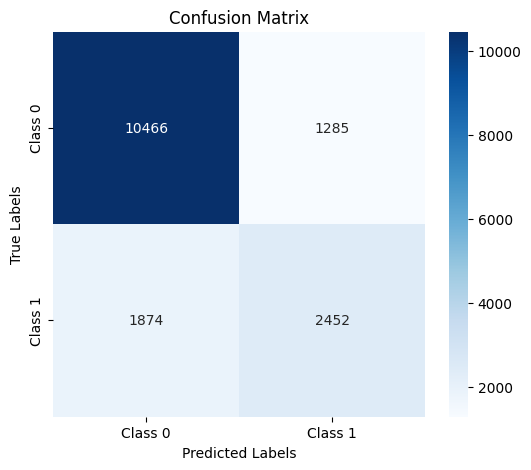 Confusion Matrix
Class 0
Class 1
True Labels
10466
1285
1874
2452
Class 0
Class 1
Predicted Labels
10000
8000
6000
4000
2000